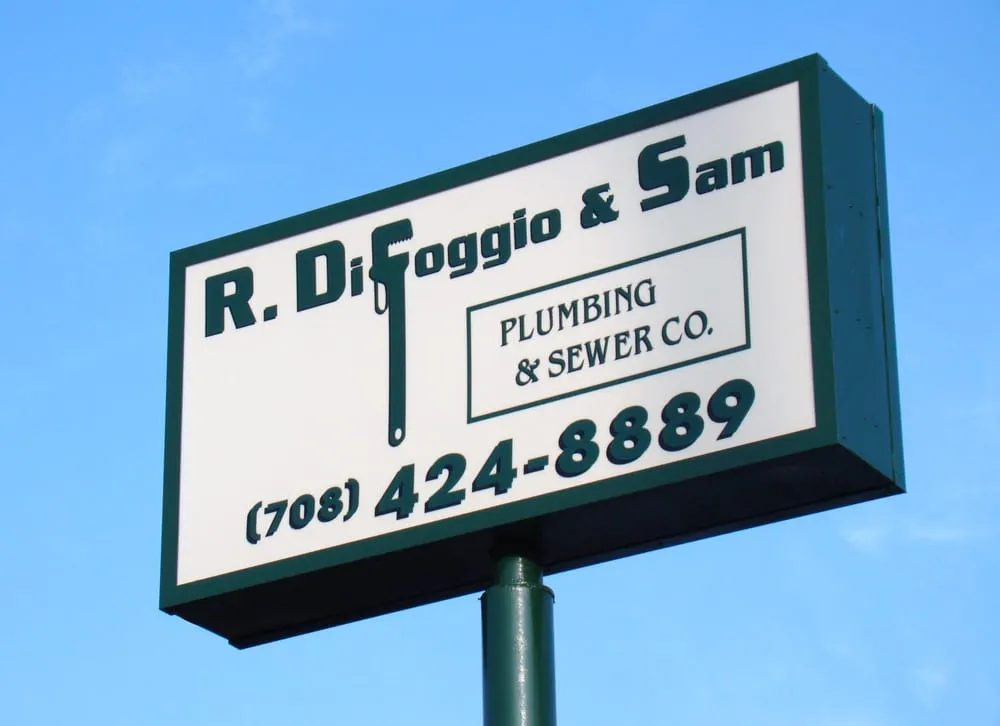 R. DiFoggio & Sam
PLUMBING
& SEWER CO.
(708) 424-8889